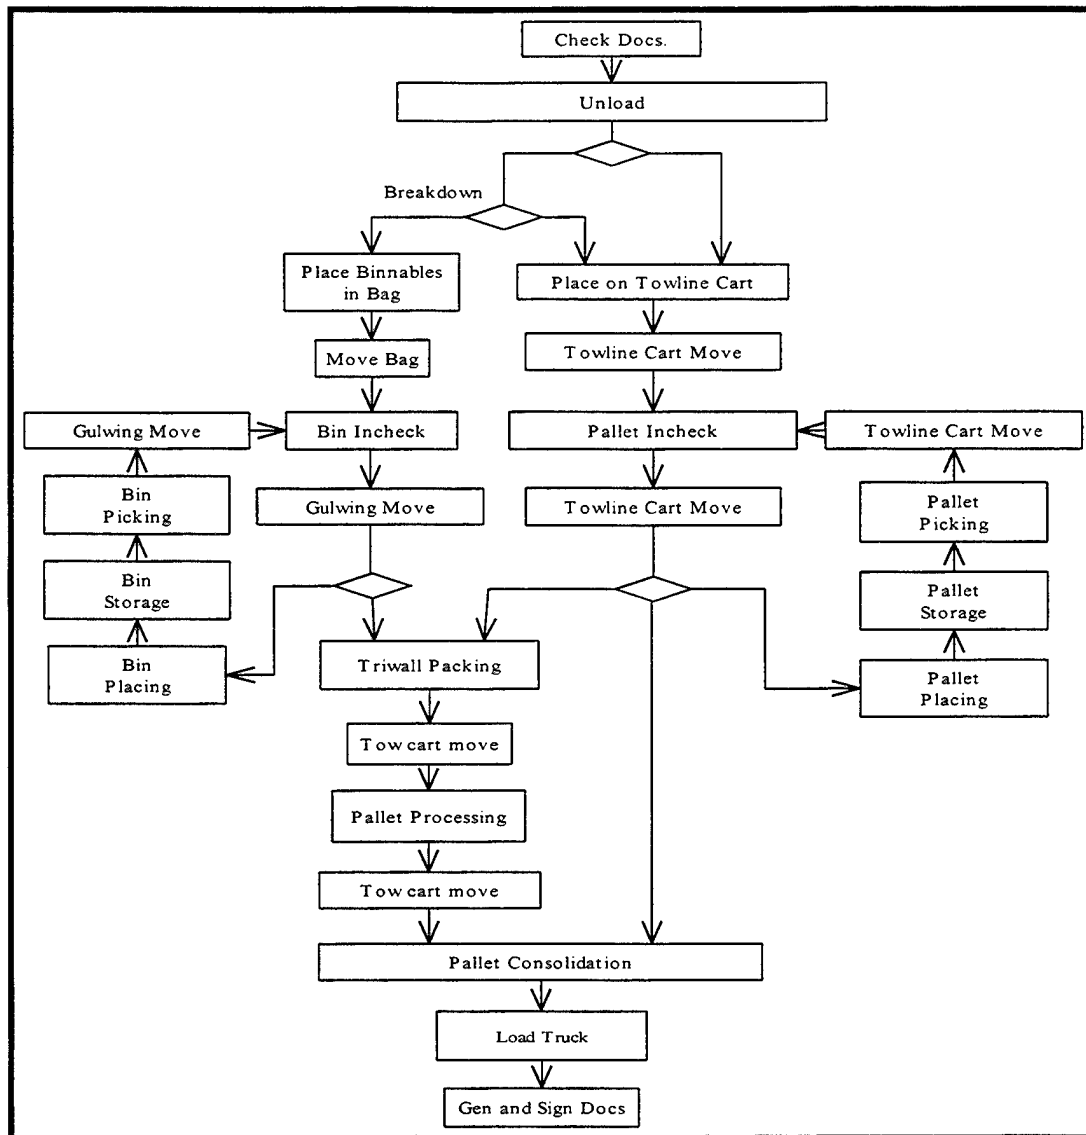 Check Docs.
Unload
Breakdown
Place Binnables
in Bag
Place on Towline Cart
Move Bag
Towline Cart Move
Gulwing Move
Bin Incheck
Pallet Incheck
Towline Cart Move
Bin
Picking
Gulwing Move
Towline Cart Move
Pallet
Picking
Bin
Storage
Pallet
Storage
Bin
Placing
Triwall Packing
Pallet
Placing
Tow cart move
Pallet Processing
Tow cart move
Pallet Consolidation
Load Truck
Gen and Sign Docs